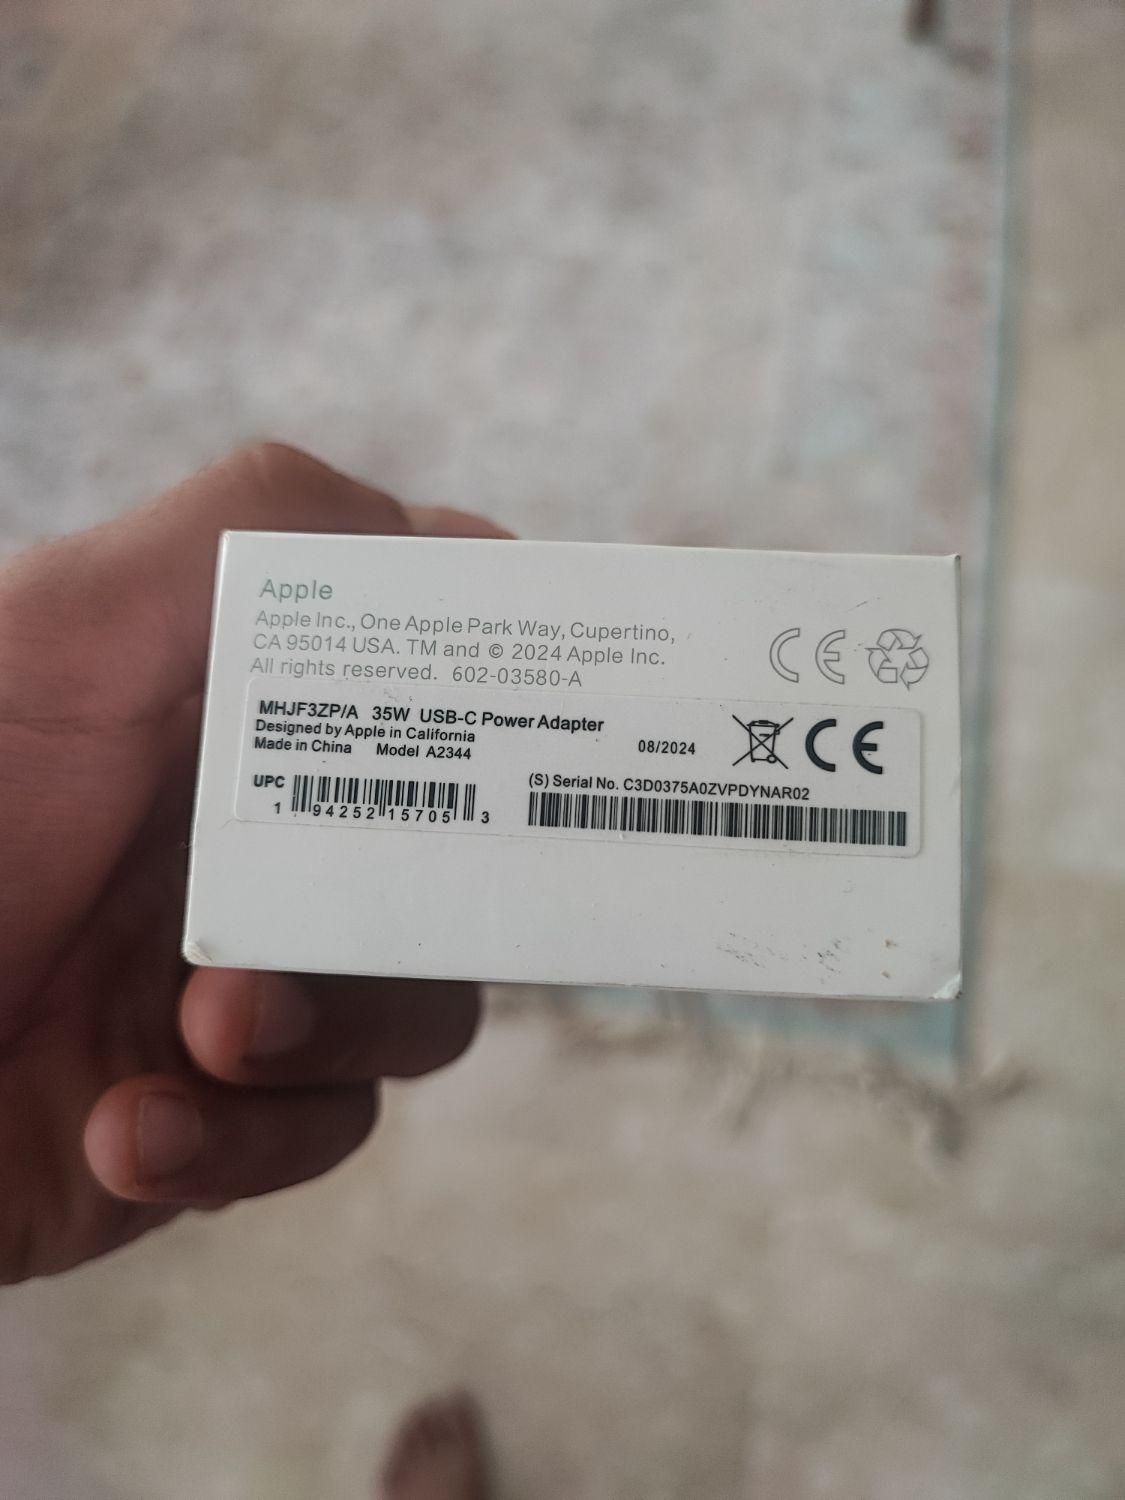 Apple
Apple Inc., One Apple Park Way, Cupertino,
CA 95014 USA. TM and © 2024 Apple Inc.
All rights reserved. 602-03580-A
MHJF3ZP/A 35W USB-C Power Adapter
Designed by Apple in California
Made in China Model A2344
08/2024
UPC
1 94252 15705 3
(S) Serial No. C3D0375A0ZVPDYNAR02